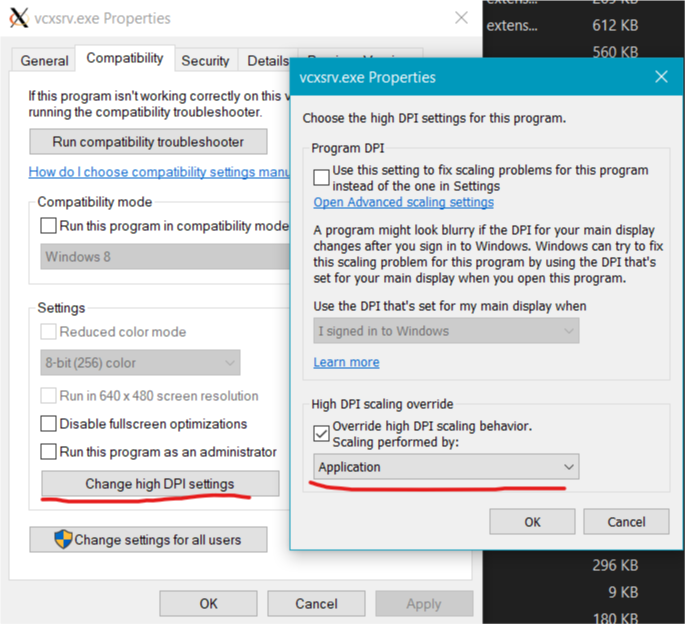 vcxsrv.exe Properties
General
Compatibility
Security
Details
If this program isn't working correctly on this v
running the compatibility troubleshooter.
Run compatibility troubleshooter
How do I choose compatibility settings manu
Compatibility mode
Run this program in compatibility mode
Windows 8
Settings
Reduced color mode
8-bit (256) color
Run in 640 x 480 screen resolution
Disable fullscreen optimizations
Run this program as an administrator
Change high DPI settings
Change settings for all users
OK
Cancel
Apply
vcxsrv.exe Properties
Choose the high DPI settings for this program.
Program DPI
Use this setting to fix scaling problems for this program
instead of the one in Settings
Open Advanced scaling settings
A program might look blurry if the DPI for your main display
changes after you sign in to Windows. Windows can try to fix
this scaling problem for this program by using the DPI that's
set for your main display when you open this program.
Use the DPI that's set for my main display when
I signed in to Windows
Learn more
High DPI scaling override
Override high DPI scaling behavior.
Scaling performed by:
Application
OK
Cancel
extens... 612 KB
560 KB
296 KB
9 KB
180 KB